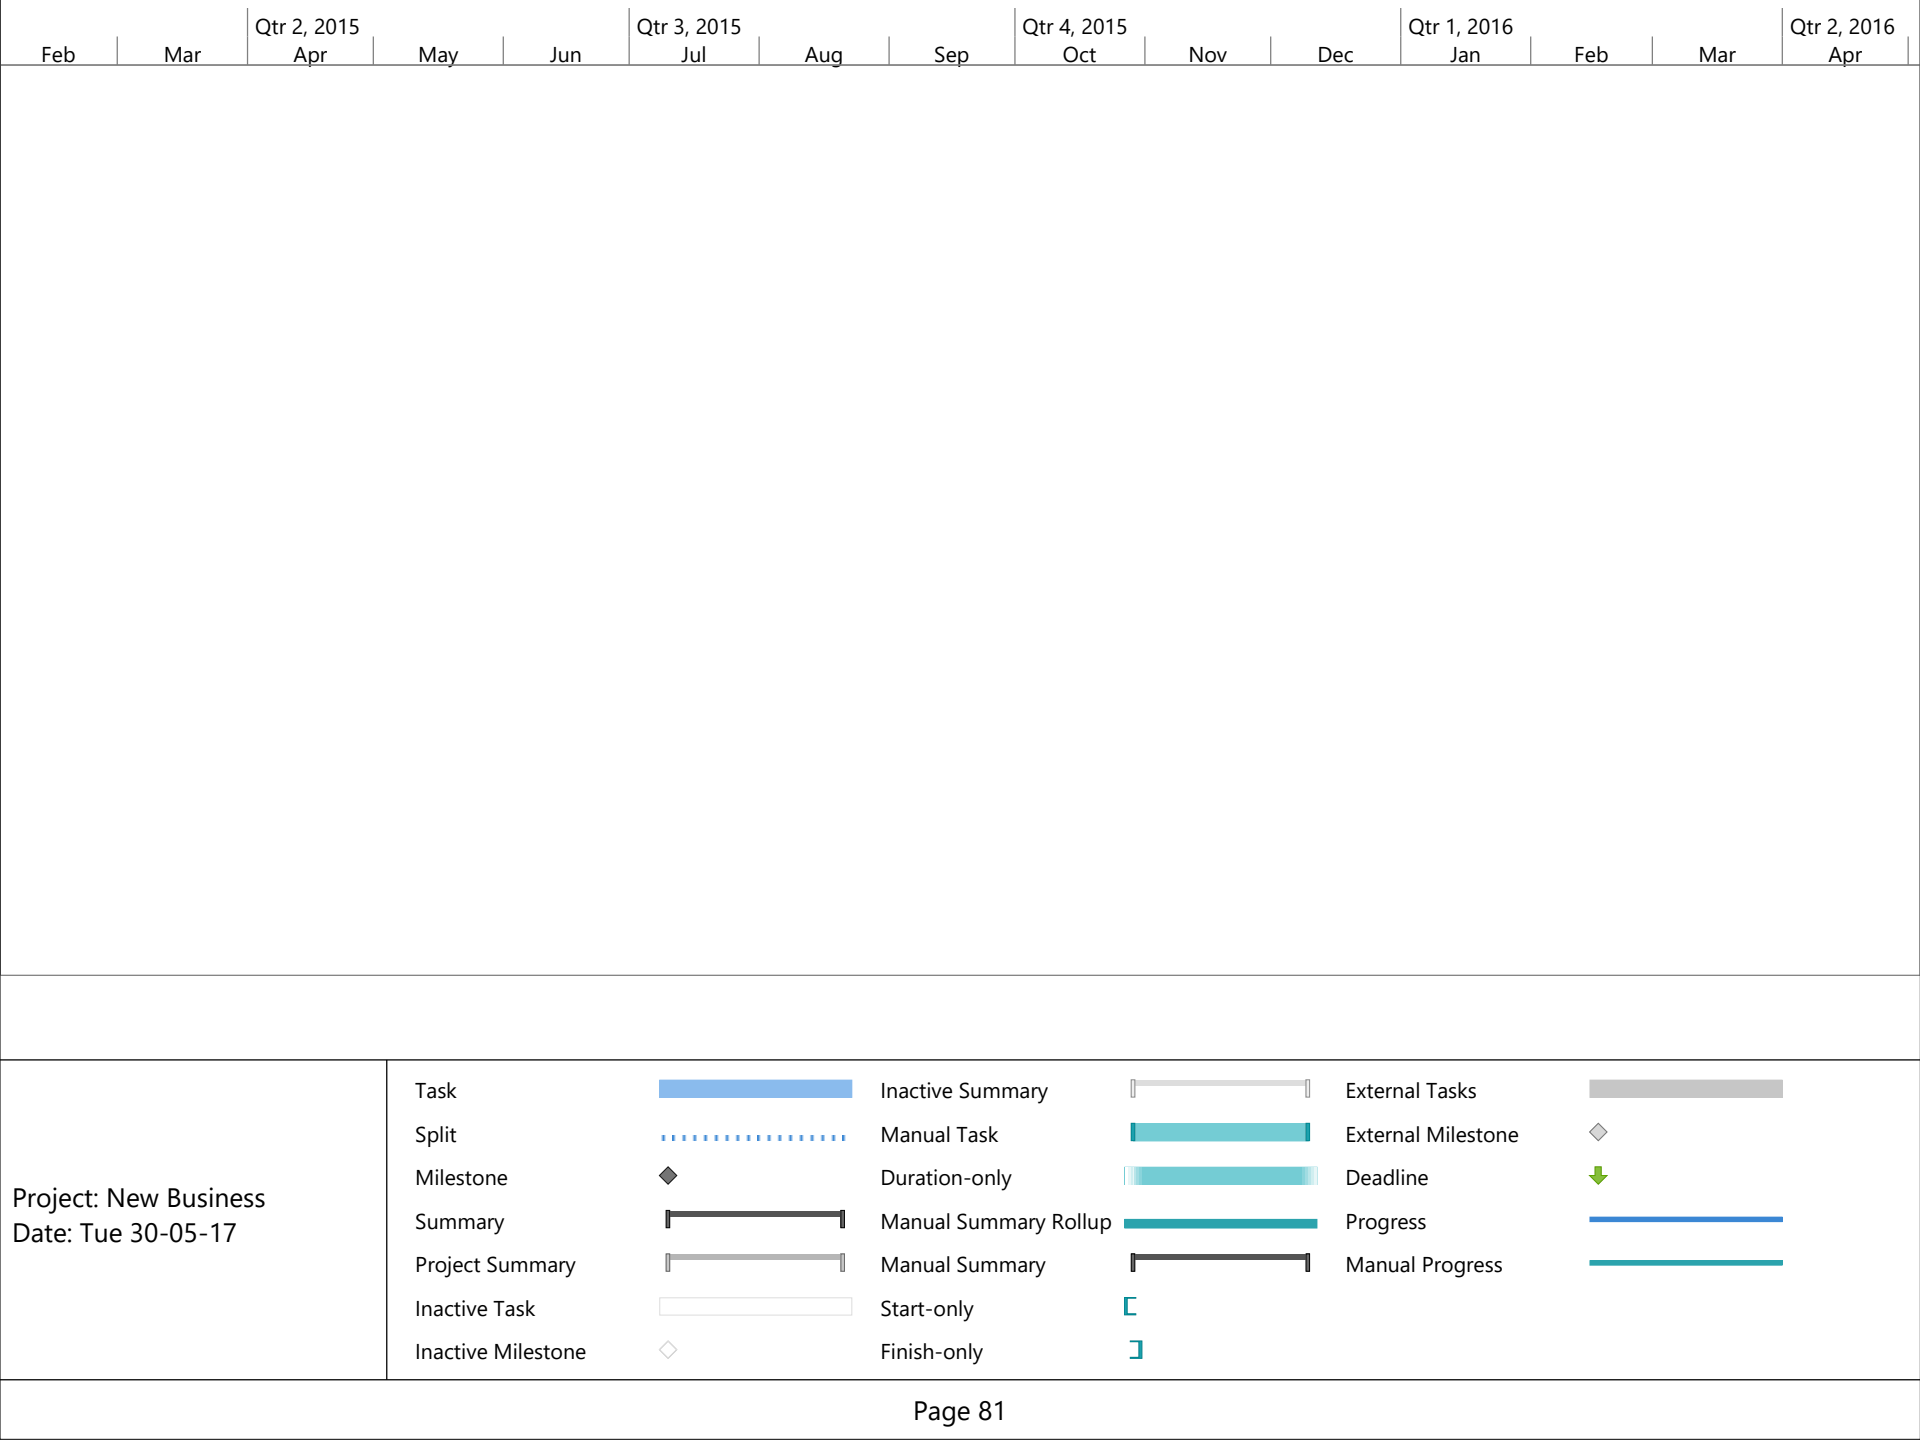 Qtr 2, 2015 Qtr 3, 2015 Qtr 4, 2015 Qtr 1, 2016 Qtr 2, 2016
Feb Mar Apr May Jun Jul Aug Sep Oct Nov Dec Jan Feb Mar Apr
Project: New Business
Date: Tue 30-05-17
Task
Split
Milestone
Summary
Project Summary
Inactive Task
Inactive Milestone
Inactive Summary
Manual Task
Duration-only
Manual Summary Rollup
Manual Summary
Start-only
Finish-only
External Tasks
External Milestone
Deadline
Progress
Manual Progress
Page 81